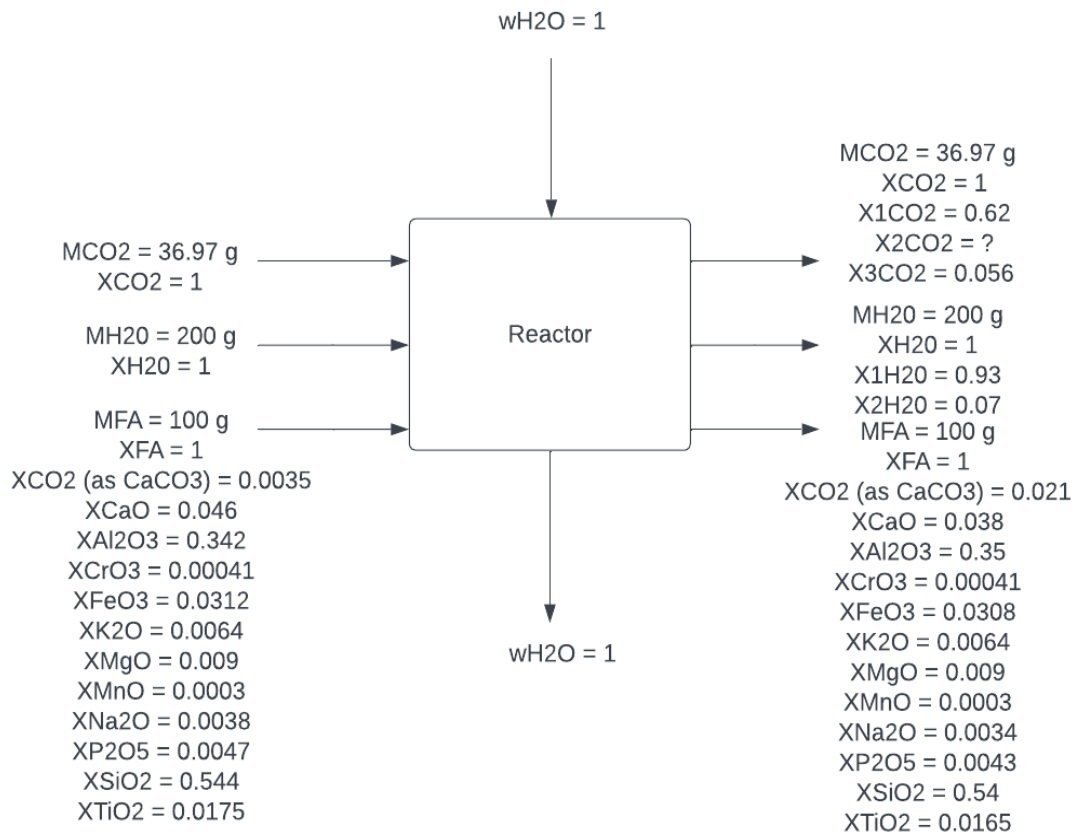 wH2O = 1
MCO2 = 36.97 g
XCO2 = 1
MH20 = 200 g
XH20 = 1
MFA = 100 g
XFA = 1
XCO2 (as CaCO3) = 0.0035
XCaO = 0.046
XAl2O3 = 0.342
XCrO3 = 0.00041
XFeO3 = 0.0312
XK2O = 0.0064
XMgO = 0.009
XMnO = 0.0003
XNa2O = 0.0038
XP2O5 = 0.0047
XSiO2 = 0.544
XTiO2 = 0.0175
Reactor
wH2O = 1
MCO2 = 36.97 g
XCO2 = 1
X1CO2 = 0.62
X2CO2 = ?
X3CO2 = 0.056
MH20 = 200 g
XH20 = 1
X1H20 = 0.93
X2H20 = 0.07
MFA = 100 g
XFA = 1
XCO2 (as CaCO3) = 0.021
XCaO = 0.038
XAl2O3 = 0.35
XCrO3 = 0.00041
XFeO3 = 0.0308
XK2O = 0.0064
XMgO = 0.009
XMnO = 0.0003
XNa2O = 0.0034
XP2O5 = 0.0043
XSiO2 = 0.54
XTiO2 = 0.0165